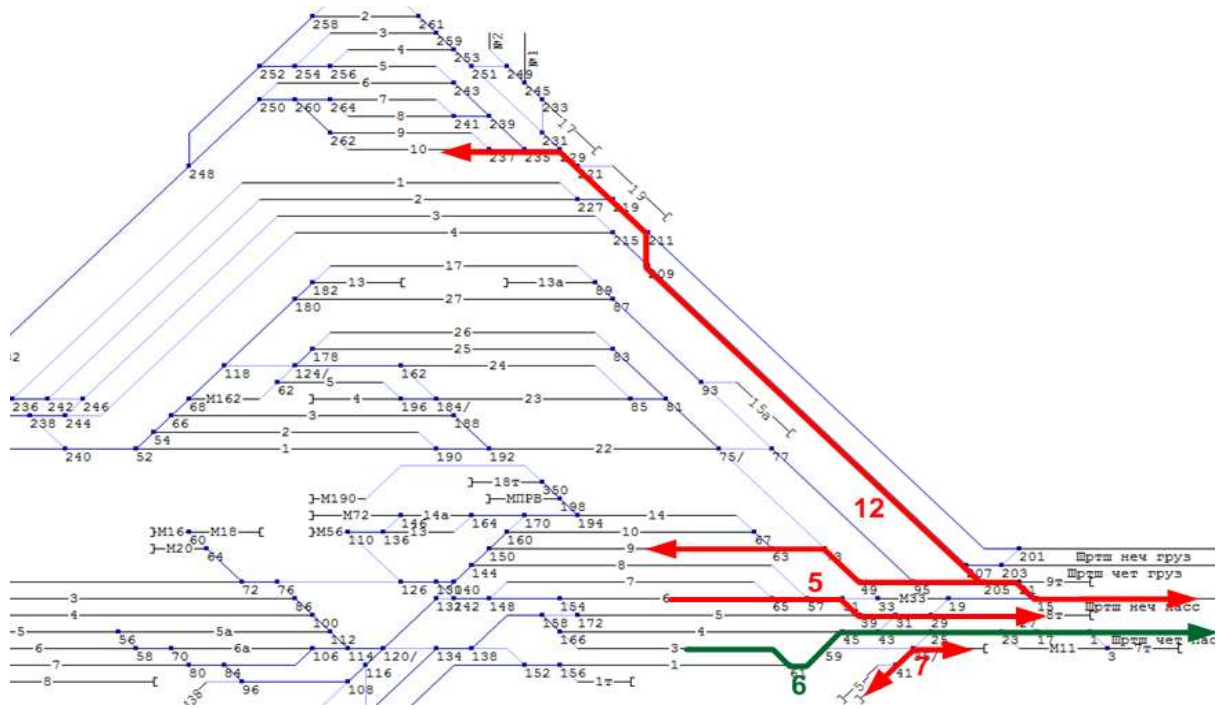 2 261
258 3 259
4 253 №2 №1
252 254 256 5 251 249
6 243 245
250 260 264 7 233
8 241 239 17
262 9 231
10 237 235 229
248 221
1 19
2 227 219
3
4 215 211
17 209
182 13 13а 89
180 27 87
26
178 25 83
118 124/ 162 24
62 5 93
236 242 246 68 М162 4 196 184/ 23 85 81
238 244 66 3 188 15а
54 2
240 52 1 190 192 22 75/ 77
18т 350
М190 МПРВ 198 12
М72 14а 14
146 164 170 194
М16 М18 М56 13 10
60 110 136 160 67
М20 9 201
64 150 63 Шртш неч груз
8 207 203
144 Шртш чет груз
72 76 126 5 49 95 205 9т
3 7 М33
86 142 148 154 6 65 57 33 19 15 Шртш неч пасс
4 5 8т
100 158 172 39 31 29
5 5а 4 27
56 112 166 45 43 25 23 17 1 Шртш чет пасс
6 6а 3 59 М11 7т
58 70 106 114 120/ 134 138 3
7 1 61 41 7
80 84 116 152 156 6
8 1т 5
96 108